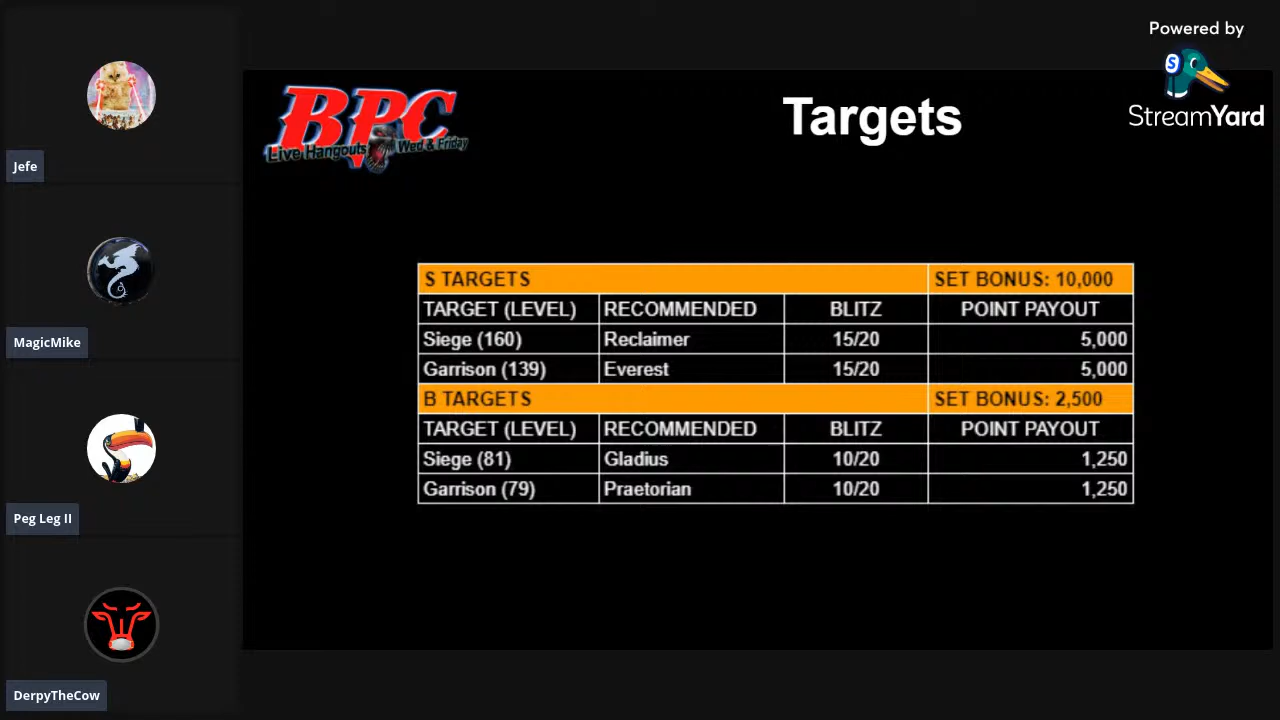 Powered by
StreamYard
Jefe
MagicMike
Peg Leg II
DerpyTheCow
BPC
Live Hangouts Wed & Friday
Targets
S TARGETS SET BONUS: 10,000
TARGET (LEVEL) RECOMMENDED BLITZ POINT PAYOUT
Siege (160) Reclaimer 15/20 5,000
Garrison (139) Everest 15/20 5,000
B TARGETS SET BONUS: 2,500
TARGET (LEVEL) RECOMMENDED BLITZ POINT PAYOUT
Siege (81) Gladius 10/20 1,250
Garrison (79) Praetorian 10/20 1,250